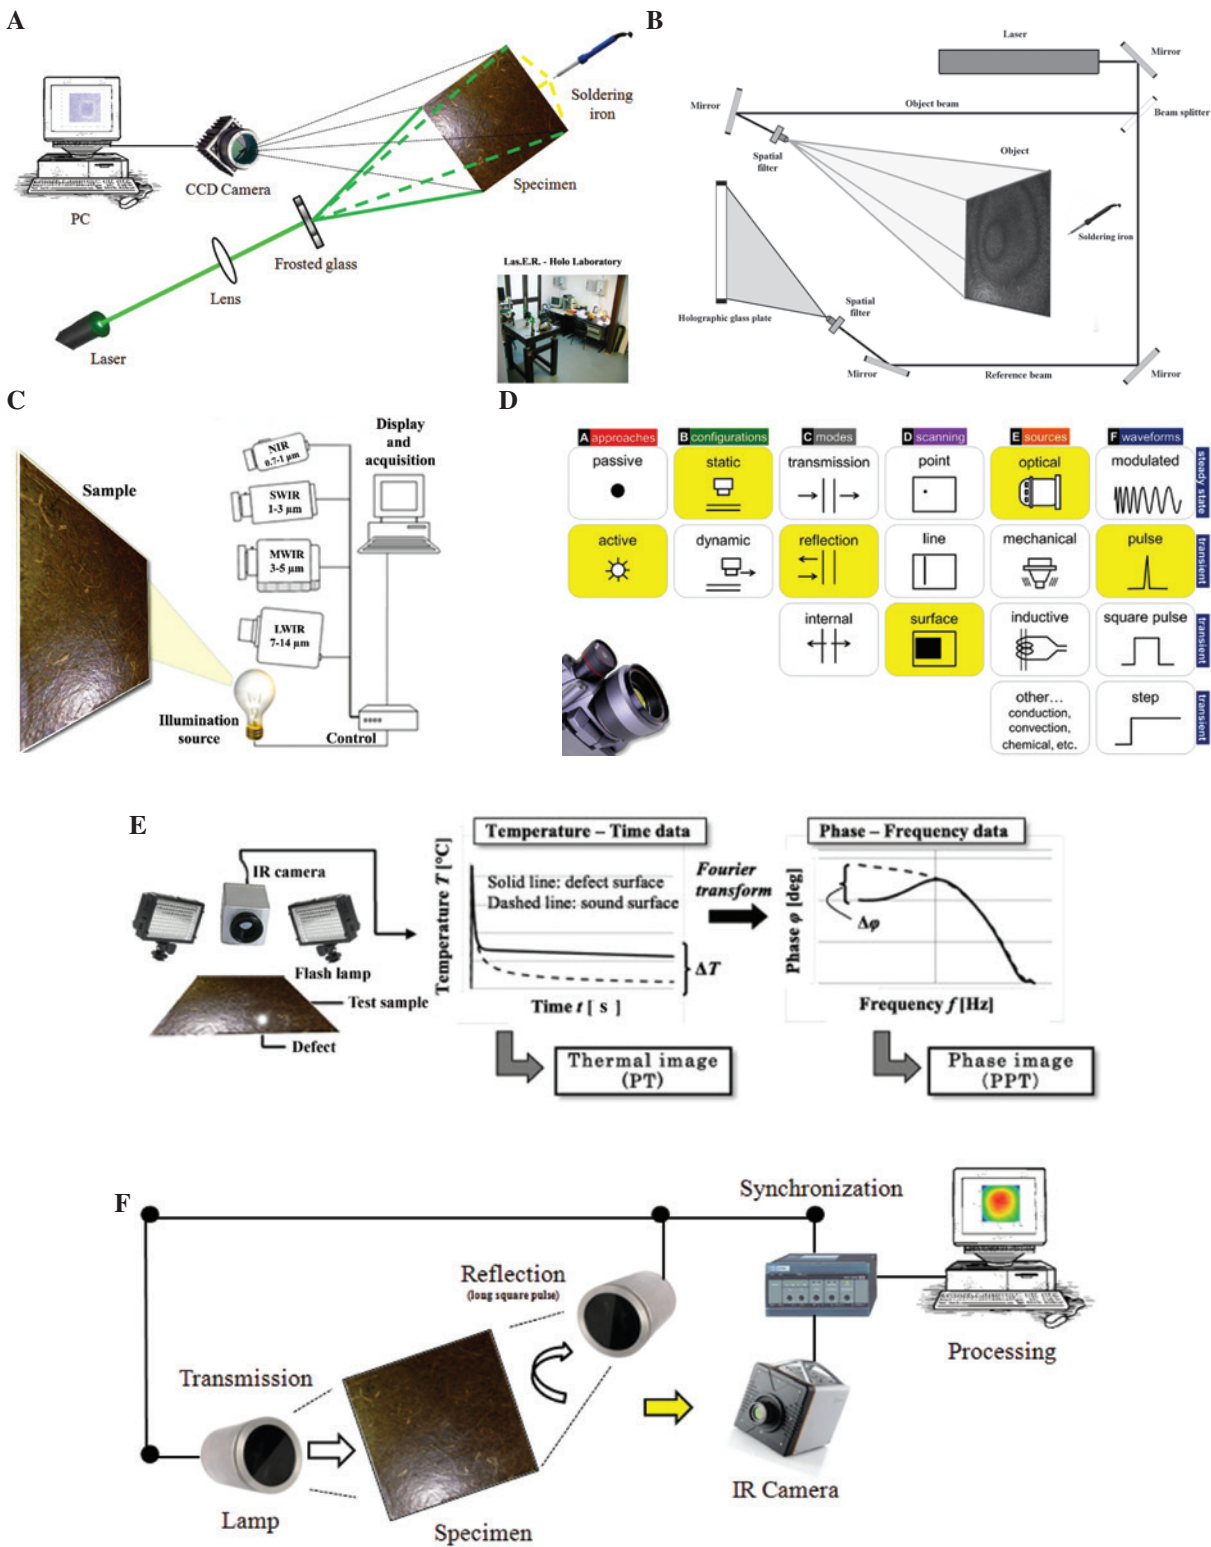 A
Soldering
iron
Specimen
CCD Camera
PC
Frosted glass
Lens
Laser
Las.E.R. - Holo Laboratory
B
Laser
Mirror
Mirror
Object beam
Beam splitter
Spatial
filter
Object
Soldering iron
Holographic glass plate
Spatial
filter
Mirror
Reference beam
Mirror
C
Display
and
acquisition
NIR
0.7-1 µm
Sample
SWIR
1-3 µm
MWIR
3-5 µm
LWIR
7-14 µm
Illumination
source
Control
D
A approaches
B configurations
C modes
D scanning
E sources
F waveforms
passive
static
transmission
point
optical
modulated
steady state
active
dynamic
reflection
line
mechanical
pulse
transient
internal
surface
inductive
square pulse
transient
other...
conduction,
convection,
chemical, etc.
step
transient
E
IR camera
Flash lamp
Test sample
Defect
Temperature – Time data
Temperature T [°C]
Solid line: defect surface
Dashed line: sound surface
ΔT
Time t [ s ]
Thermal image
(PT)
Fourier
transform
Phase – Frequency data
Phase φ [deg]
Δφ
Frequency f [Hz]
Phase image
(PPT)
F
Synchronization
Reflection
(long square pulse)
Processing
Transmission
IR Camera
Lamp
Specimen